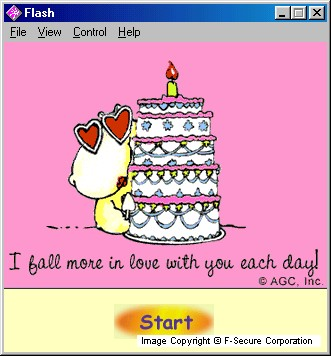 Flash
File View Control Help
I fall more in love with you each day!
© AGC, Inc.
Start
Image Copyright © F-Secure Corporation